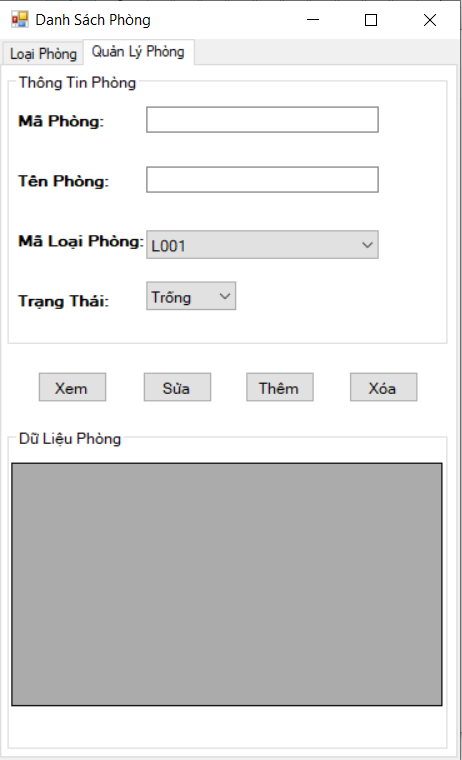 Danh Sách Phòng
Loại Phòng Quản Lý Phòng
Thông Tin Phòng
Mã Phòng:
Tên Phòng:
Mã Loại Phòng: L001
Trạng Thái: Trống
Xem Sửa Thêm Xóa
Dữ Liệu Phòng